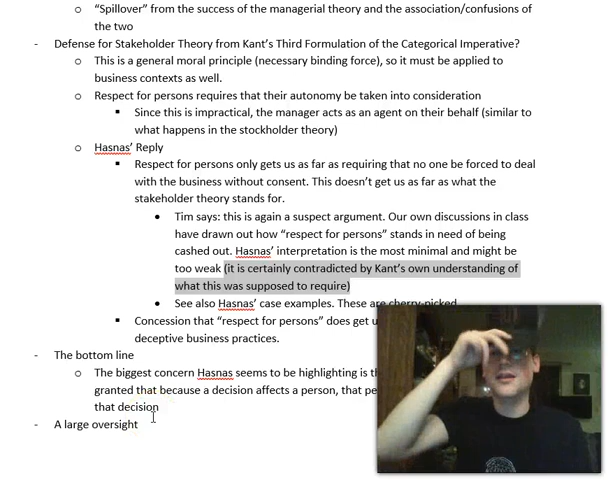 o “Spillover” from the success of the managerial theory and the association/confusions of
the two
- Defense for Stakeholder Theory from Kant’s Third Formulation of the Categorical Imperative?
o This is a general moral principle (necessary binding force), so it must be applied to
business contexts as well.
o Respect for persons requires that their autonomy be taken into consideration
▪ Since this is impractical, the manager acts as an agent on their behalf (similar to
what happens in the stockholder theory)
o Hasnas’ Reply
▪ Respect for persons only gets us as far as requiring that no one be forced to deal
with the business without consent. This doesn’t get us as far as what the
stakeholder theory stands for.
• Tim says: this is again a suspect argument. Our own discussions in class
have drawn out how “respect for persons” stands in need of being
cashed out. Hasnas’ interpretation is the most minimal and might be
too weak (it is certainly contradicted by Kant’s own understanding of
what this was supposed to require)
• See also Hasnas’ case examples. These are cherry-picked
▪ Concession that “respect for persons” does get u
deceptive business practices.
- The bottom line
o The biggest concern Hasnas seems to be highlighting is th
granted that because a decision affects a person, that pe
that decision
- A large oversight